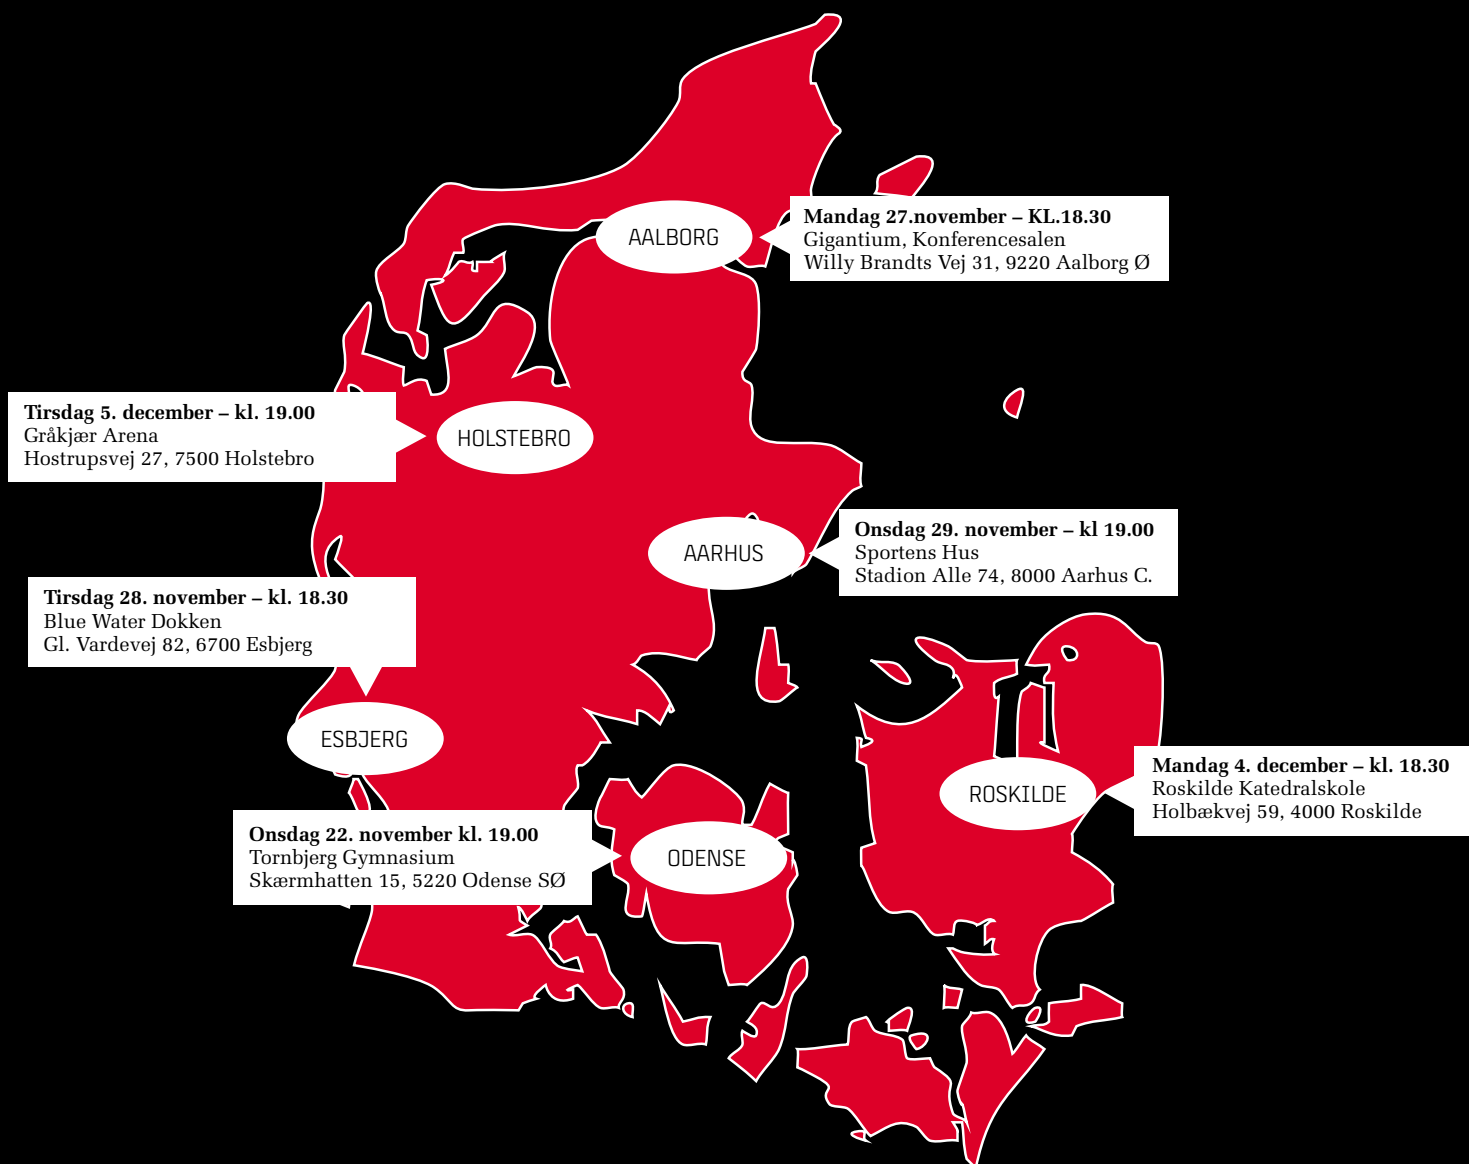 AALBORG
Mandag 27.november – KL.18.30
Gigantium, Konferencesalen
Willy Brandts Vej 31, 9220 Aalborg Ø
Tirsdag 5. december – kl. 19.00
Gråkjær Arena
Hostrupsvej 27, 7500 Holstebro
HOLSTEBRO
AARHUS
Onsdag 29. november – kl 19.00
Sportens Hus
Stadion Alle 74, 8000 Aarhus C.
Tirsdag 28. november – kl. 18.30
Blue Water Dokken
Gl. Vardevej 82, 6700 Esbjerg
ESBJERG
ROSKILDE
Mandag 4. december – kl. 18.30
Roskilde Katedralskole
Holbækvej 59, 4000 Roskilde
Onsdag 22. november kl. 19.00
Tornbjerg Gymnasium
Skærmhatten 15, 5220 Odense SØ
ODENSE